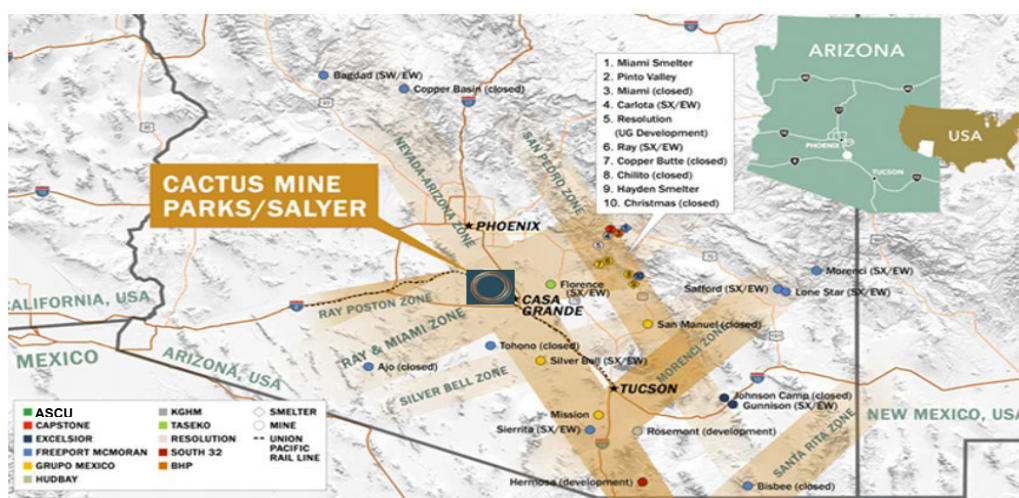 Bagdad (SW/EW)
Copper Basin (closed)
NEVADA-ARIZONA ZONE
SAN PEDRO ZONE
1. Miami Smelter
2. Pinto Valley
3. Miami (closed)
4. Carlota (SX/EW)
5. Resolution
(UG Development)
6. Ray (SX/EW)
7. Copper Butte (closed)
8. Chilito (closed)
9. Hayden Smelter
10. Christmas (closed)
ARIZONA
PHOENIX
TUCSON
USA
CACTUS MINE
PARKS/SALYER
PHOENIX
Florence
(SX/EW)
CASA
GRANDE
Morenci (SX/EW)
Safford (SX/EW)
Lone Star (SX/EW)
CALIFORNIA, USA
RAY POSTON ZONE
MEXICO
ARIZONA, USA
RAY & MIAMI ZONE
San Manuel (closed)
Tohono (closed)
Silver Bell (SX/EW)
MORENCI ZONE
Ajo (closed)
SILVER BELL ZONE
TUCSON
Johnson Camp (closed)
Gunnison (SX/EW)
NEW MEXICO, USA
Mission
Sierrita (SX/EW)
Rosemont (development)
SANTA RITA ZONE
Hermosa (development)
Bisbee (closed)
ASCU
CAPSTONE
EXCELSIOR
FREEPORT MCMORAN
GRUPO MEXICO
HUDBAY
KGHM
TASEKO
RESOLUTION
SOUTH 32
BHP
SMELTER
MINE
UNION
PACIFIC
RAIL LINE